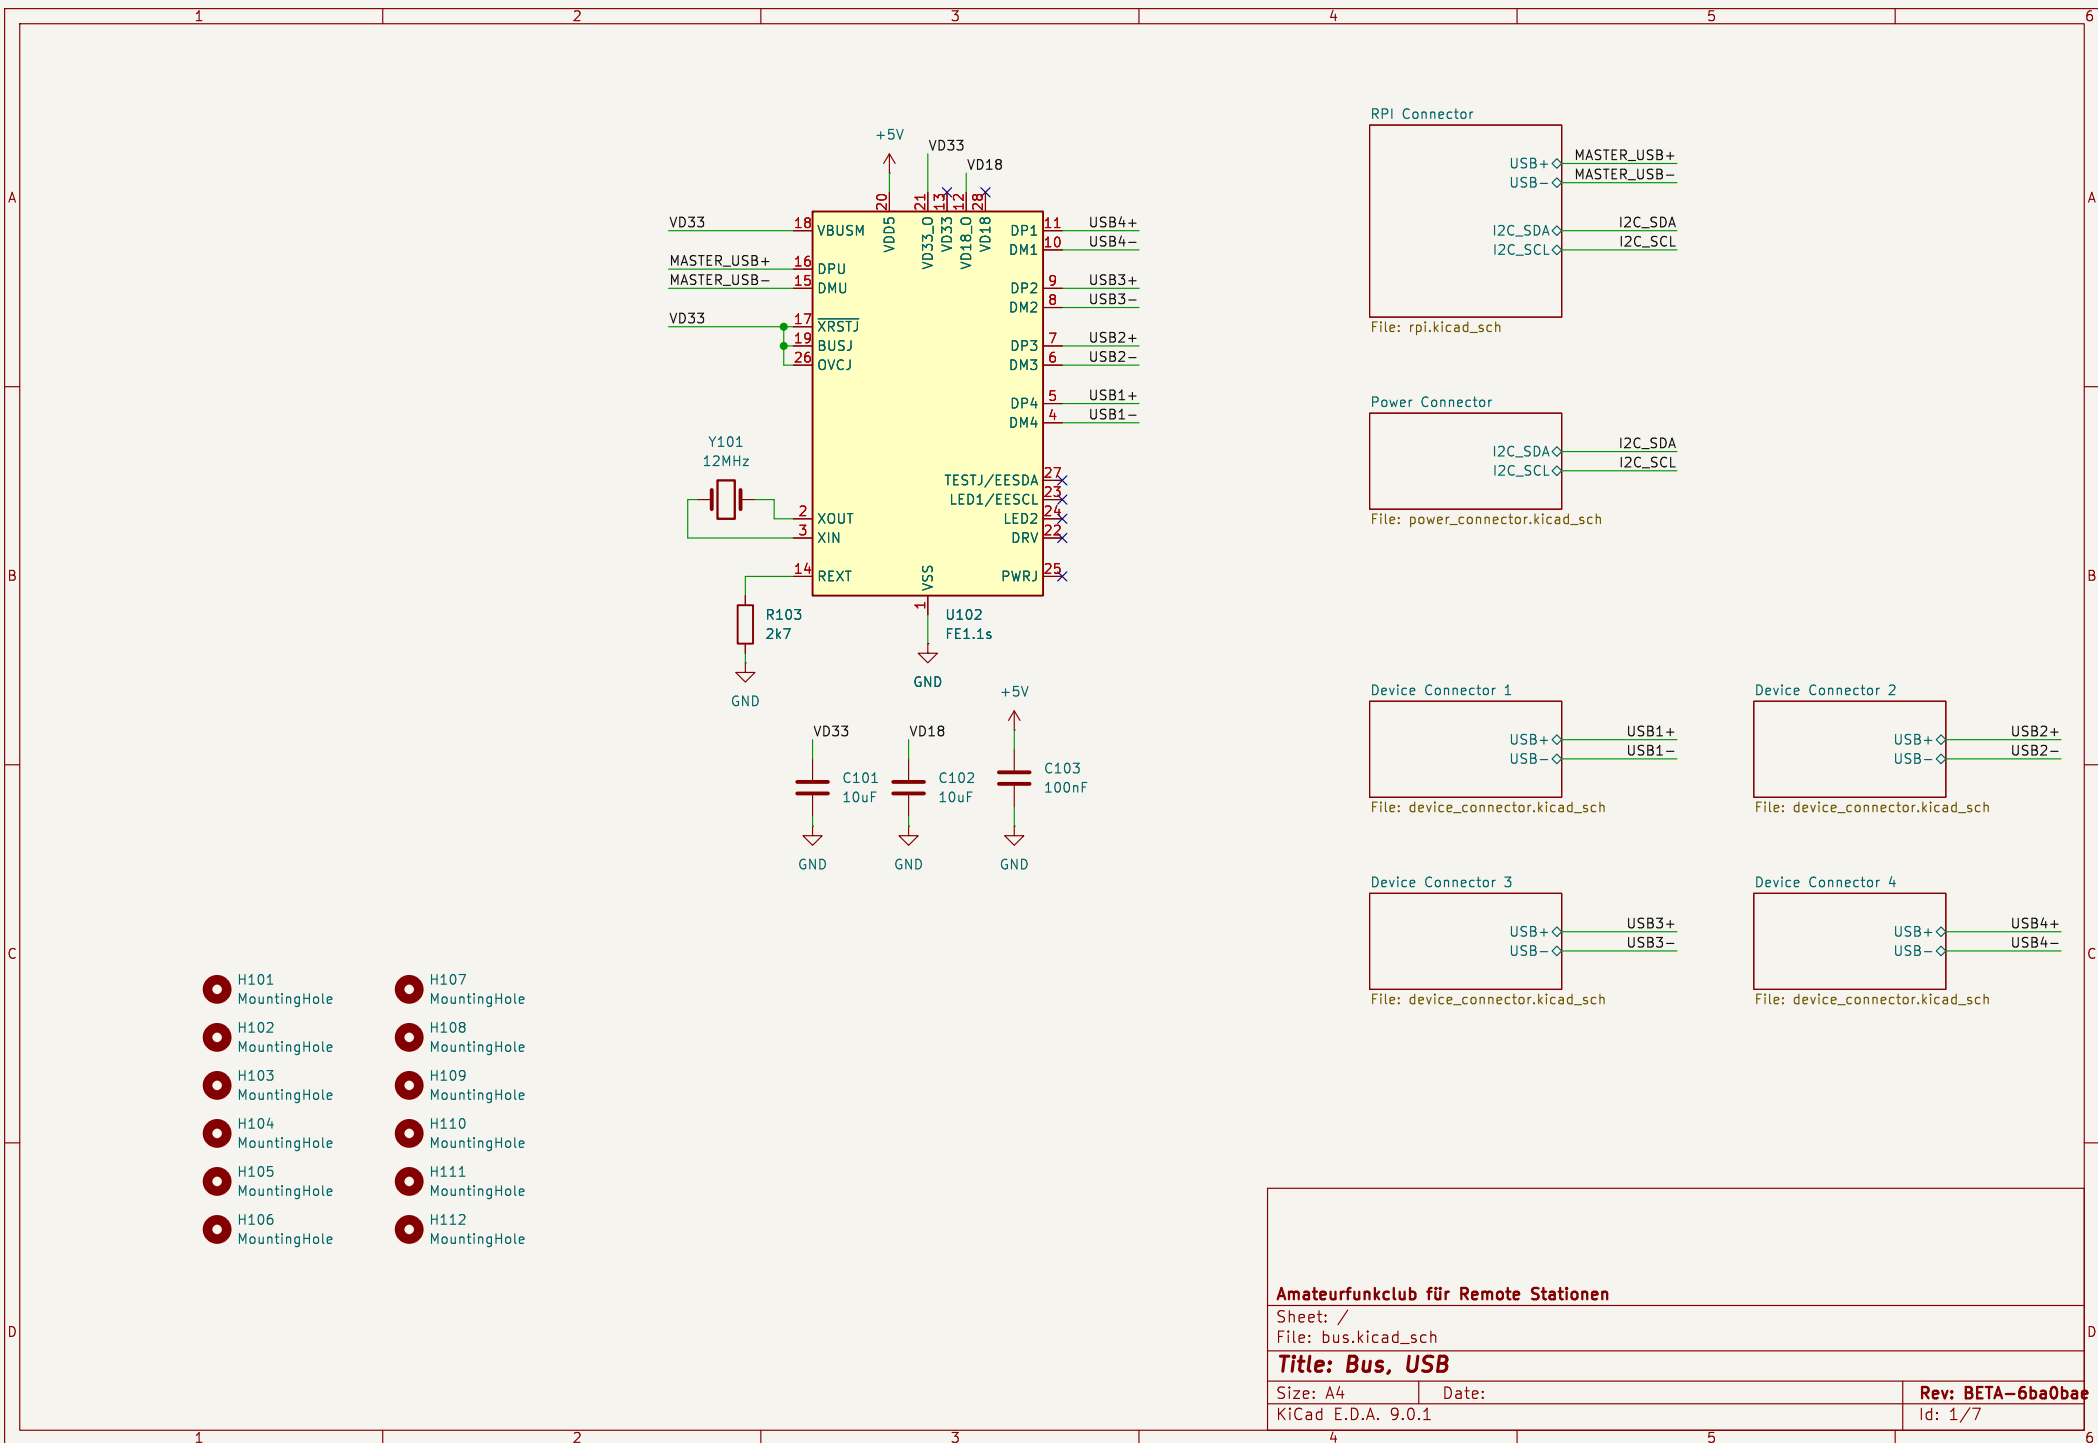 1 2 3 4 5 6
A
B
C
D
A
B
C
D
1 2 3 4 5 6
+5V
VD33
VD18
20
21
13
12
28
VDD5
VD33_O
VD33
VD18_O
VD18
VD33
18 VBUSM
MASTER_USB+
16 DPU
MASTER_USB-
15 DMU
VD33
17 XRSTJ
19 BUSJ
26 OVCJ
Y101
12MHz
2 XOUT
3 XIN
14 REXT
R103
2k7
GND
DP1 11 USB4+
DM1 10 USB4-
DP2 9 USB3+
DM2 8 USB3-
DP3 7 USB2+
DM3 6 USB2-
DP4 5 USB1+
DM4 4 USB1-
TESTJ/EESDA 27
LED1/EESCL 23
LED2 24
DRV 22
PWRJ 25
VSS
1
U102
FE1.1s
GND
VD33
C101
10uF
GND
VD18
C102
10uF
GND
+5V
C103
100nF
GND
RPI Connector
USB+ MASTER_USB+
USB- MASTER_USB-
I2C_SDA I2C_SDA
I2C_SCL I2C_SCL
File: rpi.kicad_sch
Power Connector
I2C_SDA I2C_SDA
I2C_SCL I2C_SCL
File: power_connector.kicad_sch
Device Connector 1
USB+ USB1+
USB- USB1-
File: device_connector.kicad_sch
Device Connector 2
USB+ USB2+
USB- USB2-
File: device_connector.kicad_sch
Device Connector 3
USB+ USB3+
USB- USB3-
File: device_connector.kicad_sch
Device Connector 4
USB+ USB4+
USB- USB4-
File: device_connector.kicad_sch
H101
MountingHole
H102
MountingHole
H103
MountingHole
H104
MountingHole
H105
MountingHole
H106
MountingHole
H107
MountingHole
H108
MountingHole
H109
MountingHole
H110
MountingHole
H111
MountingHole
H112
MountingHole
Amateurfunkclub für Remote Stationen
Sheet: /
File: bus.kicad_sch
Title: Bus, USB
Size: A4 Date: Rev: BETA-6ba0bae
KiCad E.D.A. 9.0.1 Id: 1/7